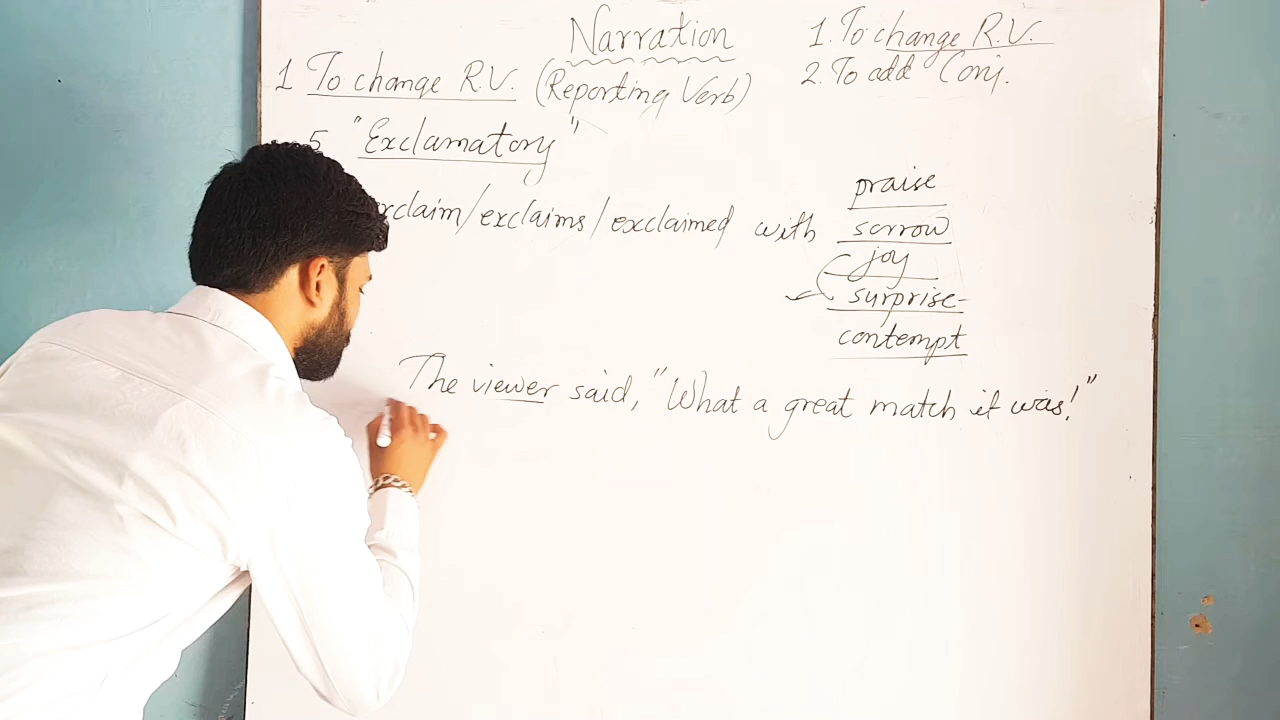 Narration
1. To change R.V.
2. To add Conj.
1 To change R.V. (Reporting Verb)
5 "Exclamatory"
exclaim/exclaims/exclaimed with
praise
sorrow
joy
surprise
contempt
The viewer said, "What a great match it was!"